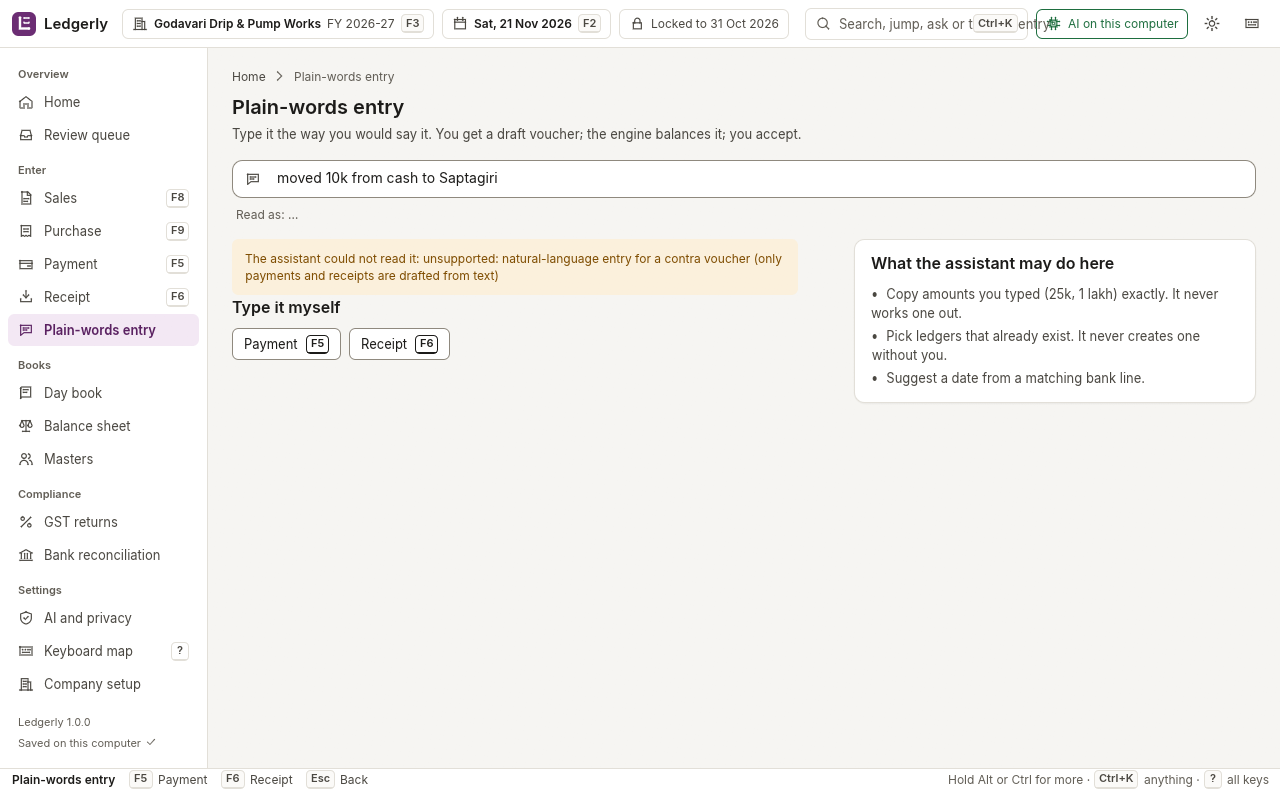 Ledgerly
Godavari Drip & Pump Works FY 2026-27 F3
Sat, 21 Nov 2026 F2
Locked to 31 Oct 2026
Search, jump, ask or t Ctrl+K entry
AI on this computer
Overview
Home
Review queue
Enter
Sales F8
Purchase F9
Payment F5
Receipt F6
Plain-words entry
Books
Day book
Balance sheet
Masters
Compliance
GST returns
Bank reconciliation
Settings
AI and privacy
Keyboard map ?
Company setup
Ledgerly 1.0.0
Saved on this computer
Home Plain-words entry
Plain-words entry
Type it the way you would say it. You get a draft voucher; the engine balances it; you accept.
moved 10k from cash to Saptagiri
Read as: ...
The assistant could not read it: unsupported: natural-language entry for a contra voucher (only
payments and receipts are drafted from text)
Type it myself
Payment F5 Receipt F6
What the assistant may do here
• Copy amounts you typed (25k, 1 lakh) exactly. It never
works one out.
• Pick ledgers that already exist. It never creates one
without you.
• Suggest a date from a matching bank line.
Plain-words entry F5 Payment F6 Receipt Esc Back
Hold Alt or Ctrl for more · Ctrl+K anything · ? all keys